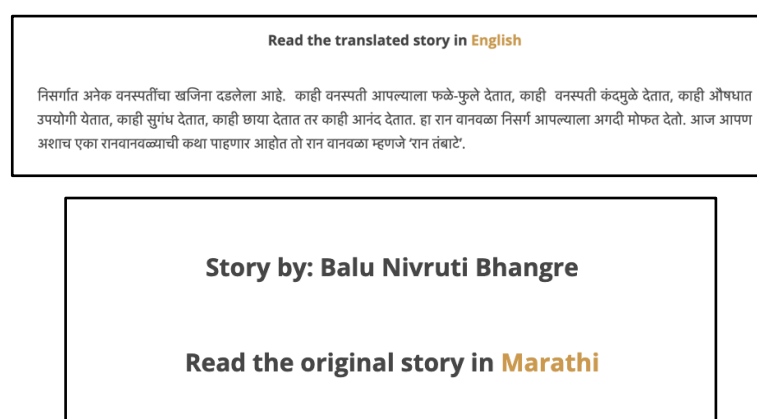 Read the translated story in English
निसर्गात अनेक वनस्पतींचा खजिना दडलेला आहे. काही वनस्पती आपल्याला फळे-फुले देतात, काही वनस्पती कंदमुळे देतात, काही औषधात
उपयोगी येतात, काही सुगंध देतात, काही छाया देतात तर काही आनंद देतात. हा रान वानवळा निसर्ग आपल्याला अगदी मोफत देतो. आज आपण
अशाच एका रानवानवळ्याची कथा पाहणार आहोत तो रान वानवळा म्हणजे ‘रान तंबाटे’.
Story by: Balu Nivruti Bhangre
Read the original story in Marathi